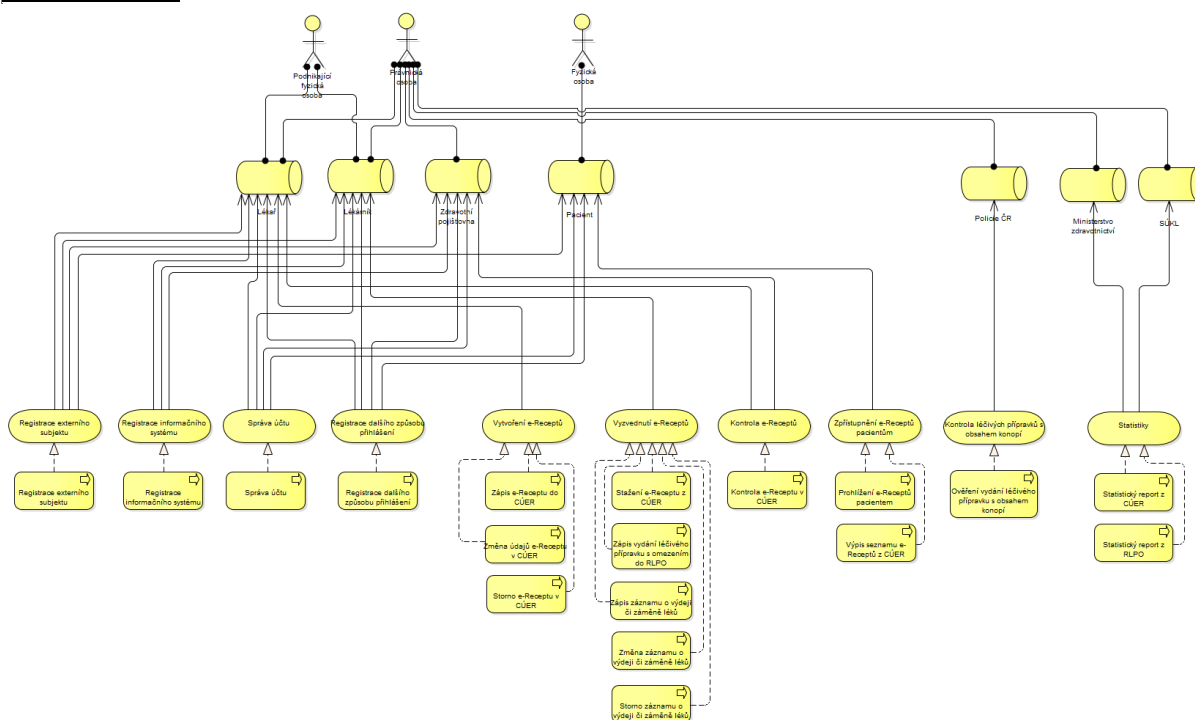 Podnikající
fyzická
osoba
Právnická
osoba
Fyzická
osoba
Lékař
Lékárník
Zdravotní
pojišťovna
Pacient
Policie ČR
Ministerstvo
zdravotnictví
SÚKL
Registrace externího
subjektu
Registrace informačního
systému
Správa účtu
Registrace dalšího způsobu
přihlášení
Vytvoření e-Receptů
Vyzvednutí e-Receptů
Kontrola e-Receptů
Zpřístupnění e-Receptů
pacientům
Kontrola léčivých přípravků s
obsahem konopí
Statistiky
Registrace externího
subjektu
Registrace
informačního systému
Správa účtu
Registrace dalšího
způsobu přihlášení
Zápis e-Receptu do
CÚER
Změna údajů e-Receptu
v CÚER
Storno e-Receptu v
CÚER
Stažení e-Receptu z
CÚER
Zápis vydání léčivého
přípravku s omezením
do RLPO
Zápis záznamu o výdeji
či záměně léků
Změna záznamu o
výdeji či záměně léků
Storno záznamu o
výdeji či záměně léků
Kontrola e-Receptu v
CÚER
Prohlížení e-Receptů
pacientem
Výpis seznamu e-
Receptů z CÚER
Ověření vydání léčivého
přípravku s obsahem
konopí
Statistický report z
CÚER
Statistický report z
RLPO